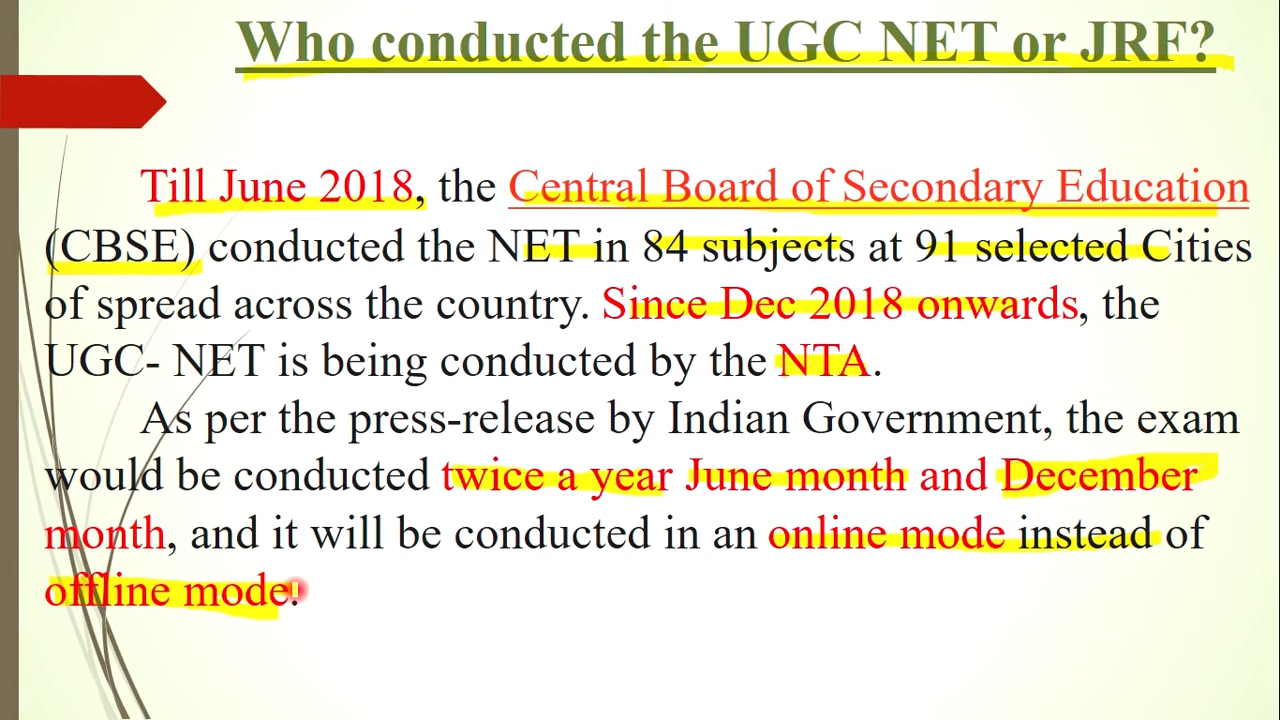 Who conducted the UGC NET or JRF?
Till June 2018, the Central Board of Secondary Education
(CBSE) conducted the NET in 84 subjects at 91 selected Cities
of spread across the country. Since Dec 2018 onwards, the
UGC- NET is being conducted by the NTA.
As per the press-release by Indian Government, the exam
would be conducted twice a year June month and December
month, and it will be conducted in an online mode instead of
offline mode.